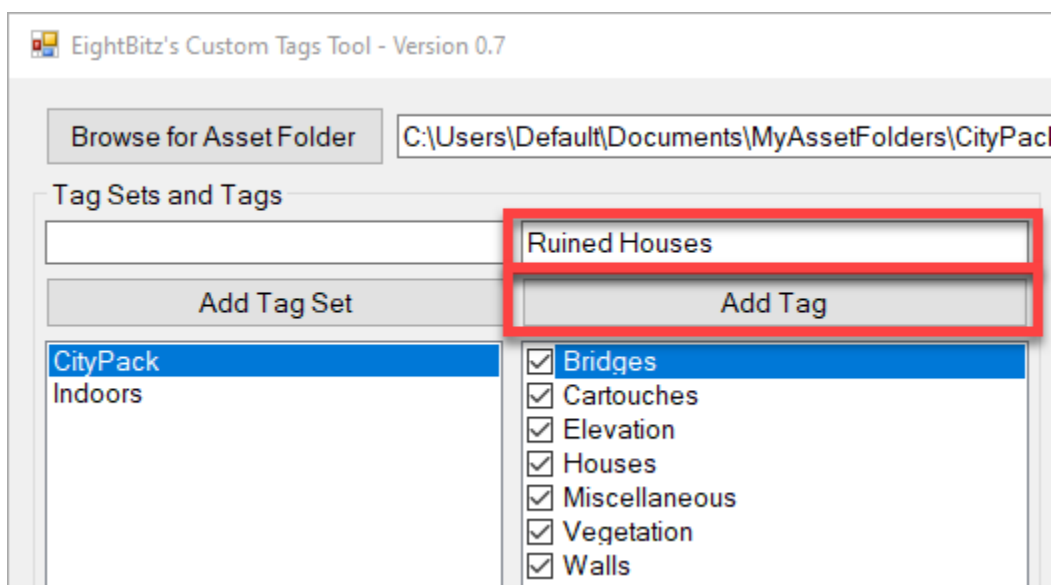 EightBitz's Custom Tags Tool - Version 0.7
Browse for Asset Folder C:\Users\Default\Documents\MyAssetFolders\CityPacl
Tag Sets and Tags
Ruined Houses
Add Tag Set Add Tag
CityPack Bridges
Indoors Cartouches
Elevation
Houses
Miscellaneous
Vegetation
Walls